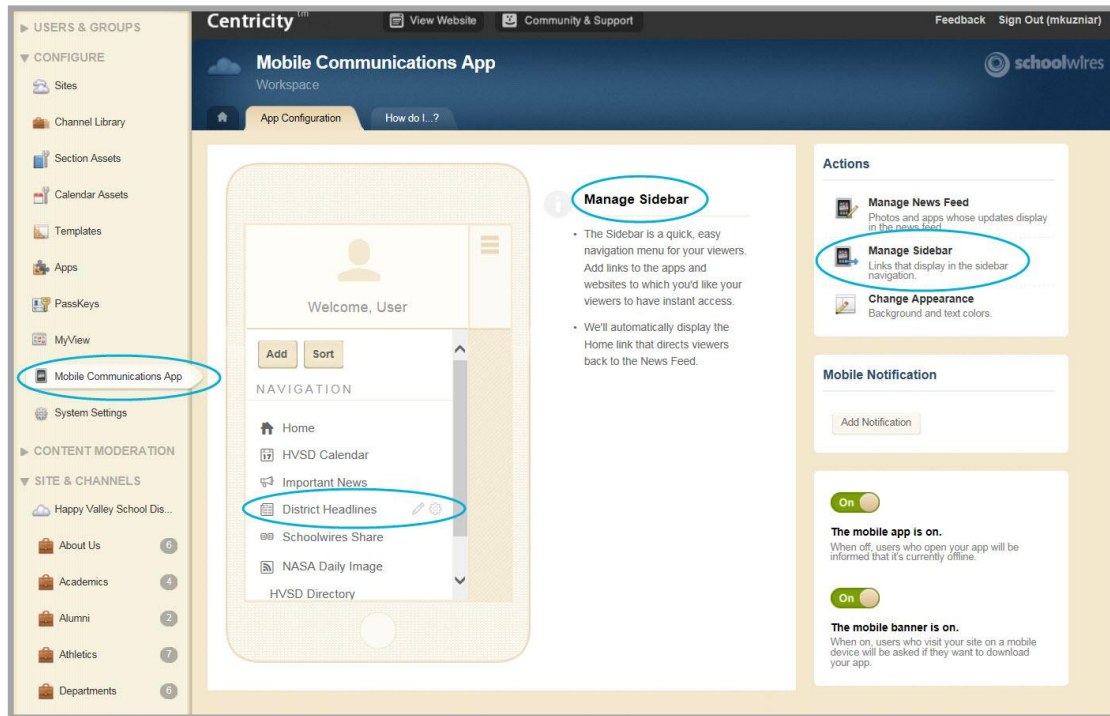 USERS & GROUPS
CONFIGURE
Sites
Channel Library
Section Assets
Calendar Assets
Templates
Apps
PassKeys
MyView
Mobile Communications App
System Settings
CONTENT MODERATION
SITE & CHANNELS
Happy Valley School Dis...
About Us 6
Academics 4
Alumni 2
Athletics 7
Departments 6
Centricity tm
View Website
Community & Support
Feedback
Sign Out (mkuzniar)
Mobile Communications App
Workspace
schoolwires
App Configuration
How do I...?
Welcome, User
Add
Sort
NAVIGATION
Home
HVSD Calendar
Important News
District Headlines
Schoolwires Share
NASA Daily Image
HVSD Directory
Manage Sidebar
• The Sidebar is a quick, easy
navigation menu for your viewers.
Add links to the apps and
websites to which you'd like your
viewers to have instant access.
• We'll automatically display the
Home link that directs viewers
back to the News Feed.
Actions
Manage News Feed
Photos and apps whose updates display
in the news feed.
Manage Sidebar
Links that display in the sidebar
navigation.
Change Appearance
Background and text colors.
Mobile Notification
Add Notification
On
The mobile app is on.
When off, users who open your app will be
informed that it's currently offline.
On
The mobile banner is on.
When on, users who visit your site on a mobile
device will be asked if they want to download
your app.